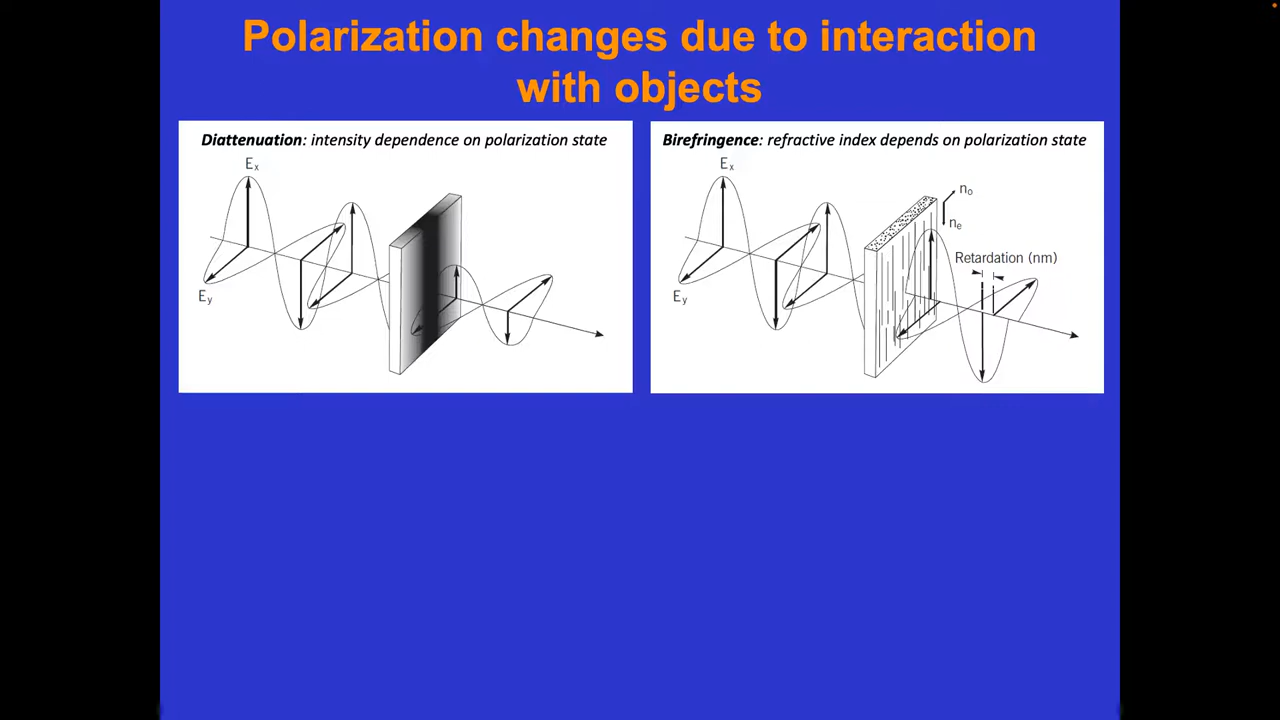 Polarization changes due to interaction
with objects
Diattenuation: intensity dependence on polarization state
Ex
Ey
Birefringence: refractive index depends on polarization state
Ex
no
ne
Retardation (nm)
Ey